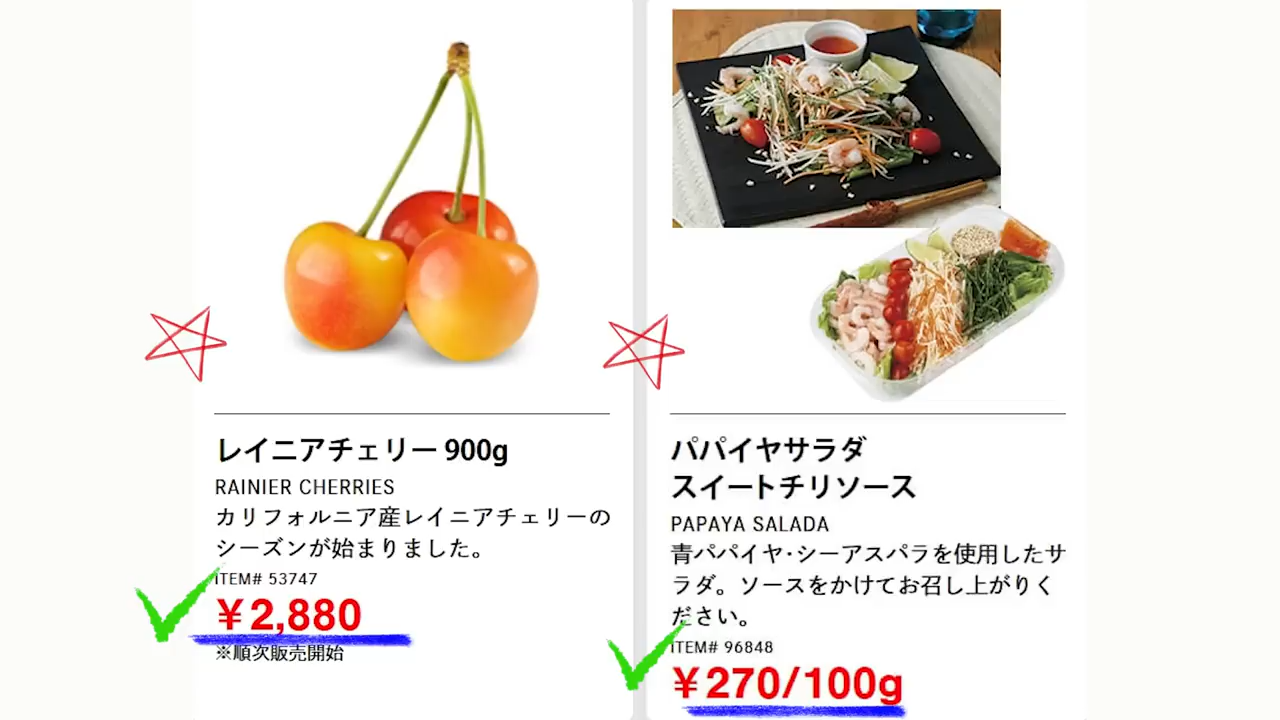 レイニアチェリー 900g
RAINIER CHERRIES
カリフォルニア産レイニアチェリーの
シーズンが始まりました。
ITEM# 53747
￥2,880
※順次販売開始
パパイヤサラダ
スイートチリソース
PAPAYA SALADA
青パパイヤ･シーアスパラを使用したサ
ラダ。ソースをかけてお召し上がりく
ださい。
ITEM# 96848
￥270/100g